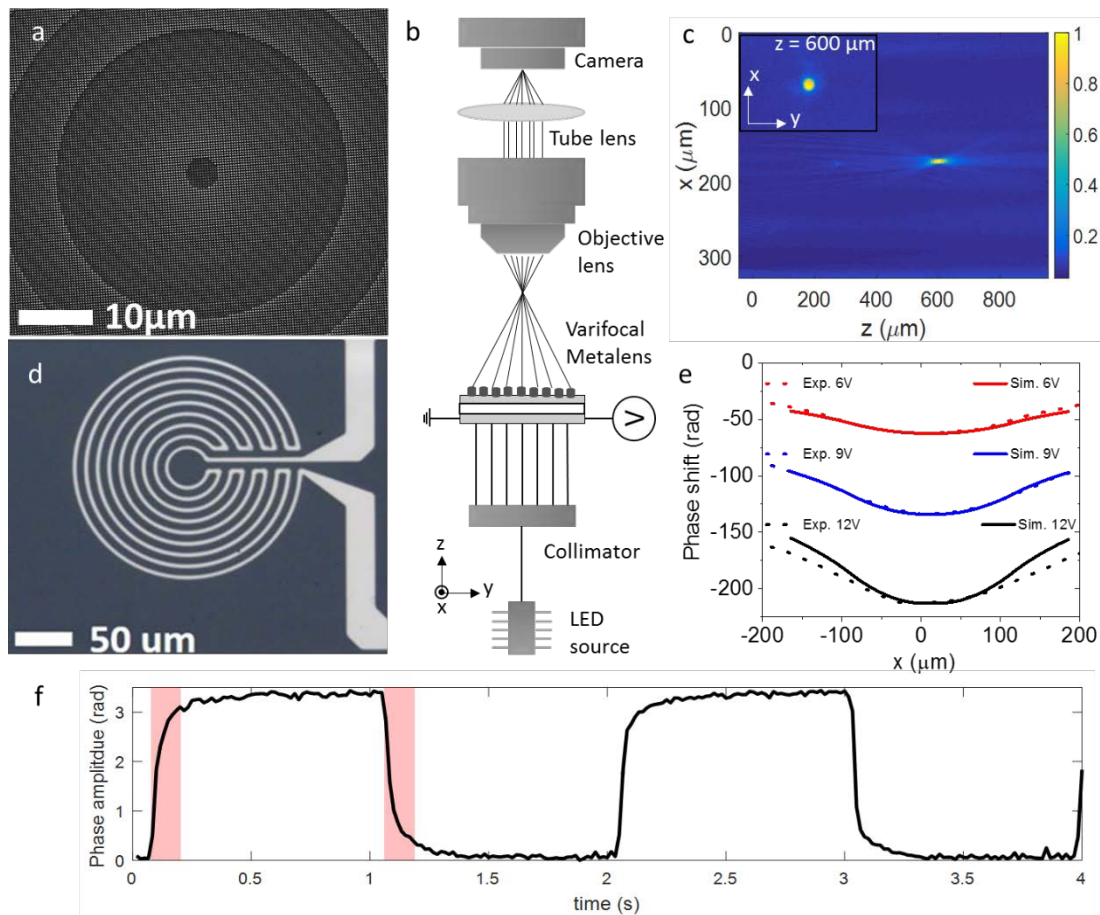 a
10μm
b
Camera
Tube lens
Objective
lens
Varifocal
Metalens
V
Collimator
z
y
x
LED
source
c
z = 600 μm
x
y
0
100
200
300
x (μm)
0
200
400
600
800
z (μm)
1
0.8
0.6
0.4
0.2
d
50 um
e
0
-50
-100
-150
-200
Phase shift (rad)
Exp. 6V
Sim. 6V
Exp. 9V
Sim. 9V
Exp. 12V
Sim. 12V
-200
-100
0
100
200
x (μm)
f
3
2
1
0
Phase amplitdue (rad)
0
0.5
1
1.5
2
2.5
3
3.5
4
time (s)